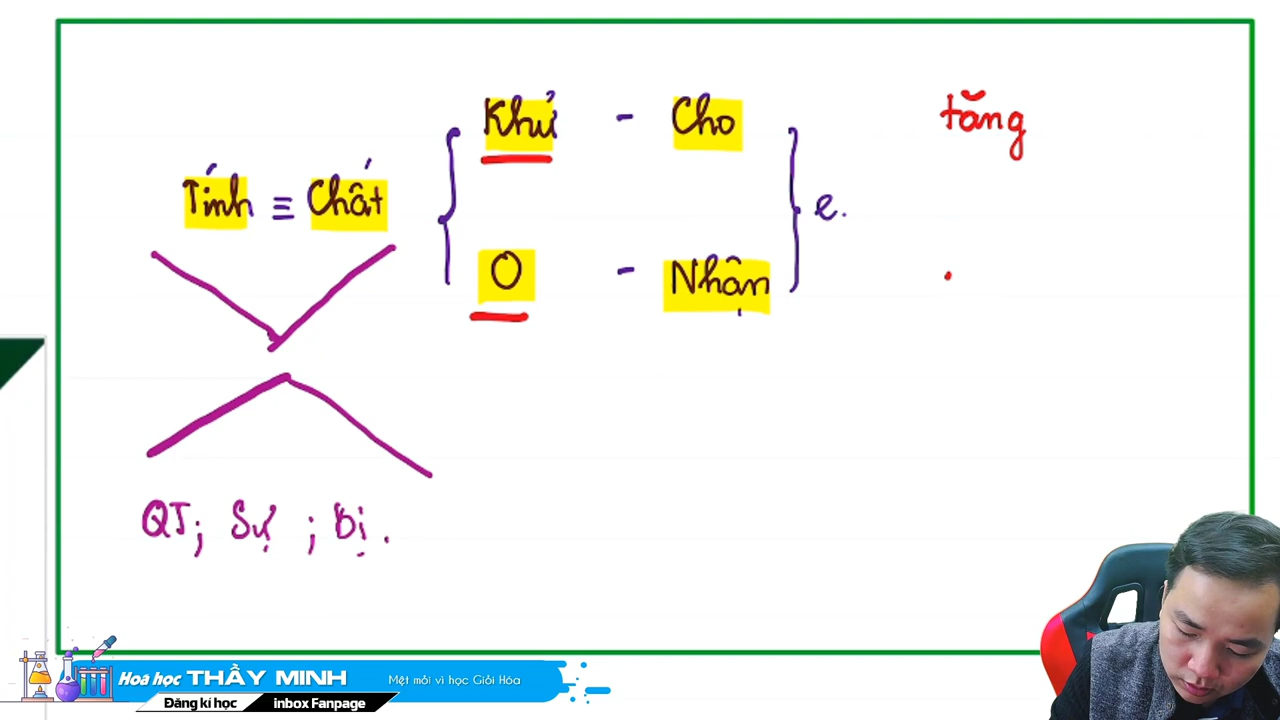 Khử - Cho tăng
Tính ≡ Chất e.
O - Nhận
QT; Sự ; Bị.
Hoá học THẦY MINH
Mệt mỏi vì học Giỏi Hóa
Đăng kí học inbox Fanpage